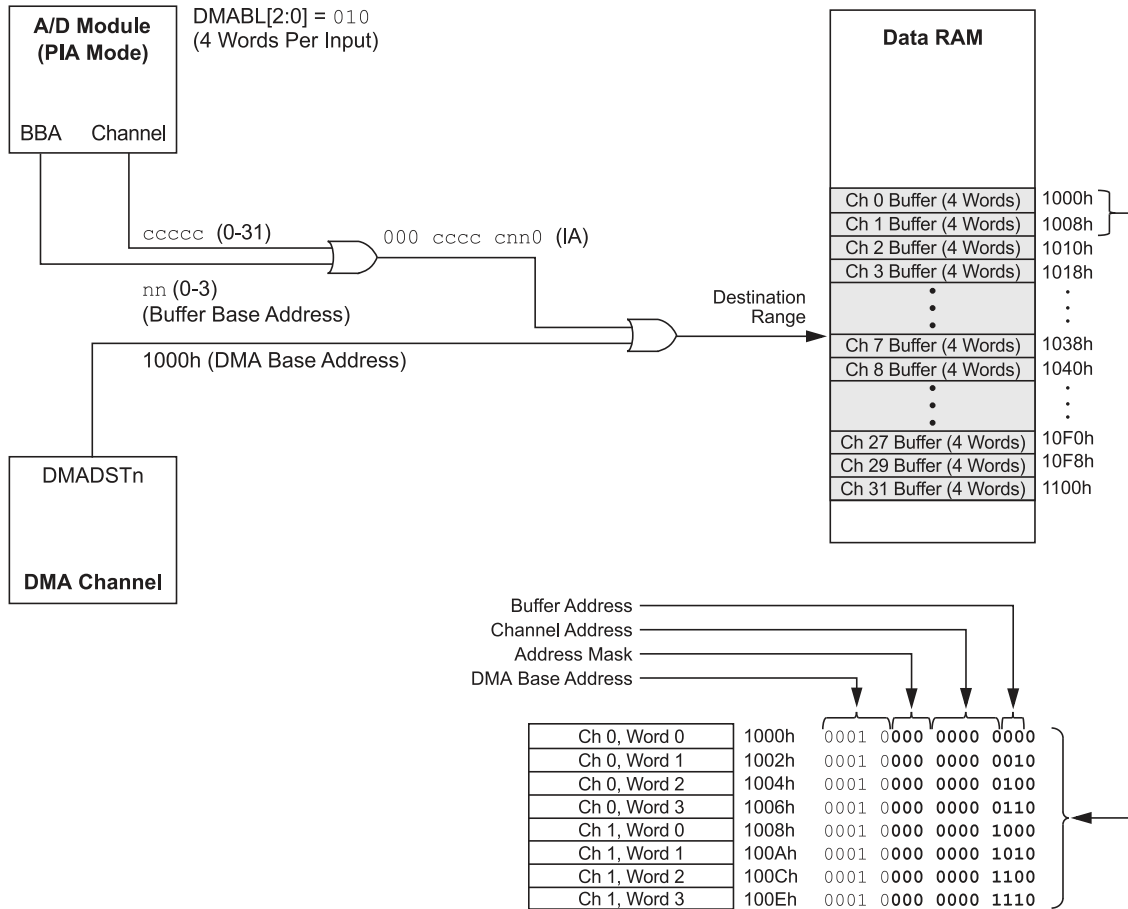 A/D Module
(PIA Mode)
BBA Channel
DMABL[2:0] = 010
(4 Words Per Input)
ccccc (0-31)
000 cccc cnn0 (IA)
nn (0-3)
(Buffer Base Address)
1000h (DMA Base Address)
Destination
Range
DMADSTn
DMA Channel
Data RAM
Ch 0 Buffer (4 Words) 1000h
Ch 1 Buffer (4 Words) 1008h
Ch 2 Buffer (4 Words) 1010h
Ch 3 Buffer (4 Words) 1018h
Ch 7 Buffer (4 Words) 1038h
Ch 8 Buffer (4 Words) 1040h
Ch 27 Buffer (4 Words) 10F0h
Ch 29 Buffer (4 Words) 10F8h
Ch 31 Buffer (4 Words) 1100h
Buffer Address
Channel Address
Address Mask
DMA Base Address
Ch 0, Word 0 1000h 0001 0000 0000 0000
Ch 0, Word 1 1002h 0001 0000 0000 0010
Ch 0, Word 2 1004h 0001 0000 0000 0100
Ch 0, Word 3 1006h 0001 0000 0000 0110
Ch 1, Word 0 1008h 0001 0000 0000 1000
Ch 1, Word 1 100Ah 0001 0000 0000 1010
Ch 1, Word 2 100Ch 0001 0000 0000 1100
Ch 1, Word 3 100Eh 0001 0000 0000 1110